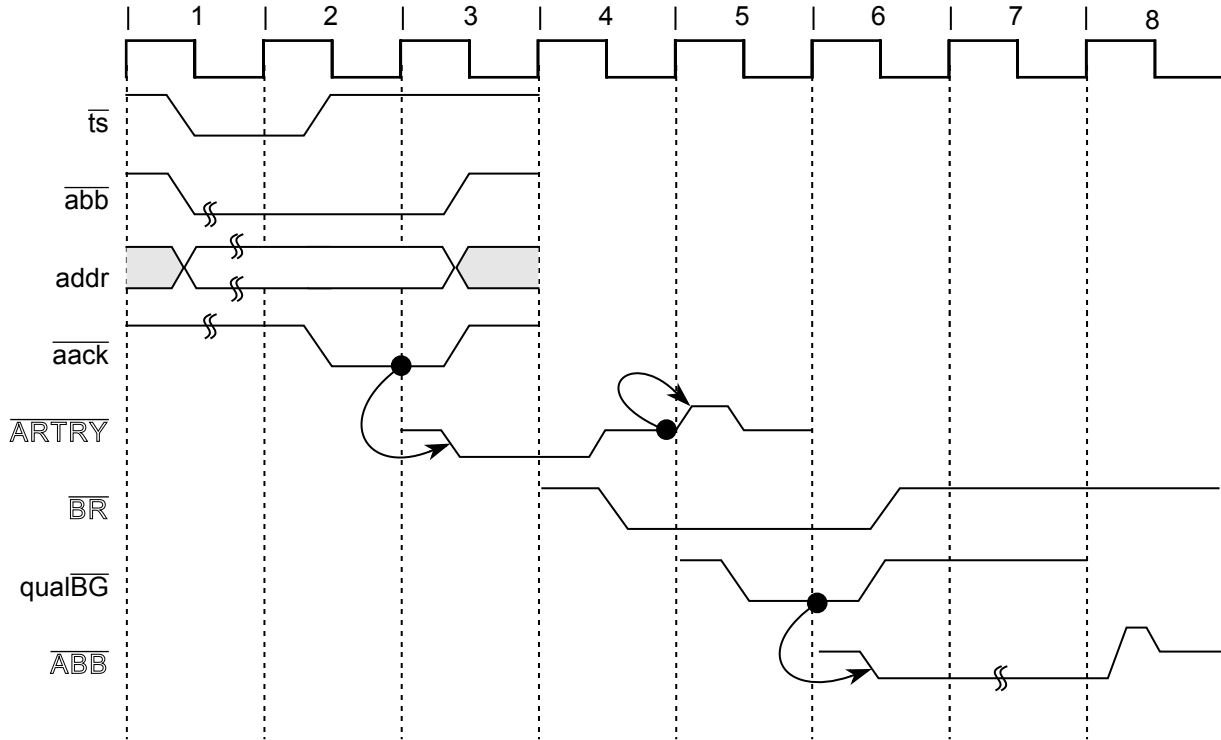 | 1 | 2 | 3 | 4 | 5 | 6 | 7 | 8
ts
abb
addr
aack
ARTRY
BR
qualBG
ABB